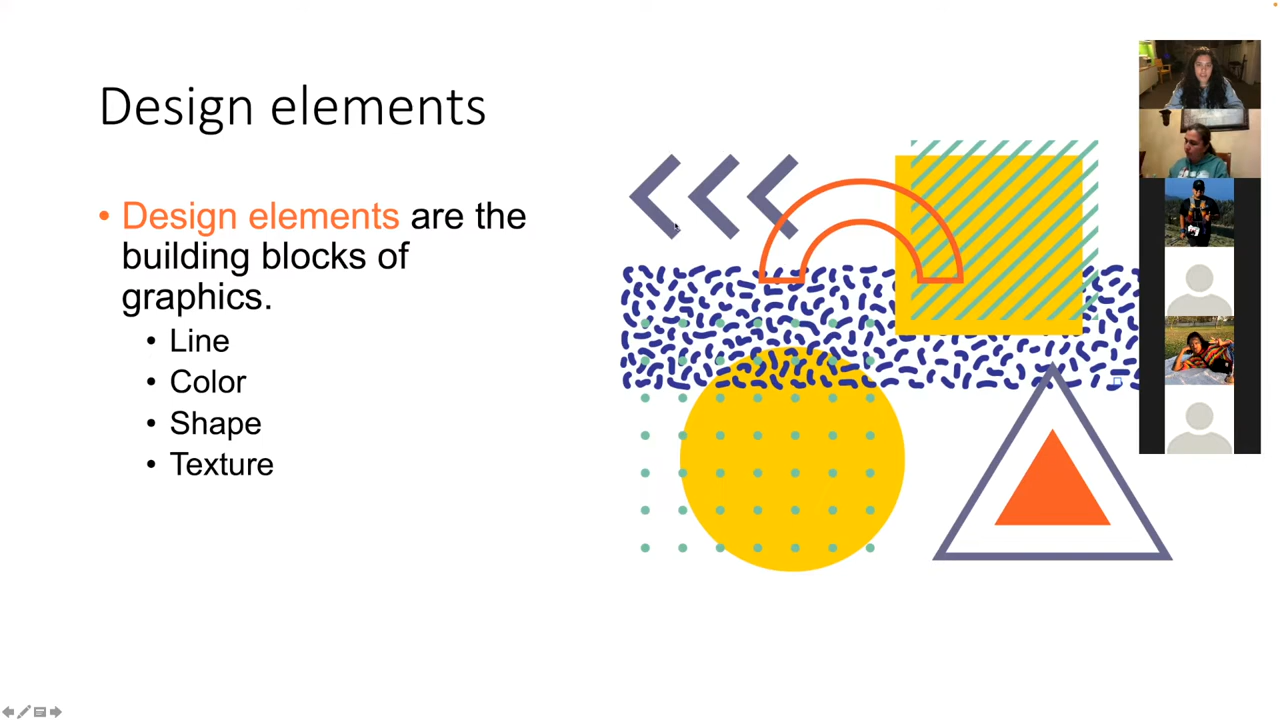 Design elements
• Design elements are the
building blocks of
graphics.
• Line
• Color
• Shape
• Texture